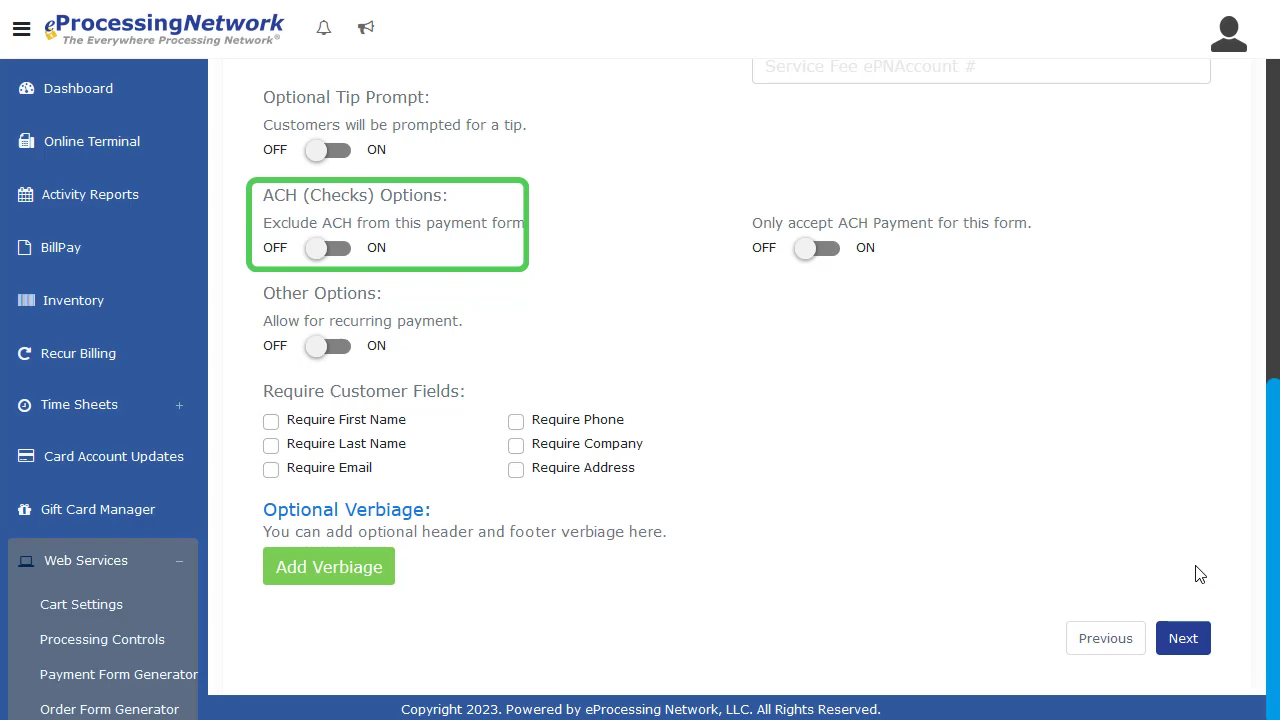 eProcessingNetwork
The Everywhere Processing Network®
Dashboard
Online Terminal
Activity Reports
BillPay
Inventory
Recur Billing
Time Sheets +
Card Account Updates
Gift Card Manager
Web Services –
Cart Settings
Processing Controls
Payment Form Generator
Order Form Generator
Service Fee ePNAccount #
Optional Tip Prompt:
Customers will be prompted for a tip.
OFF ON
ACH (Checks) Options:
Exclude ACH from this payment form
OFF ON
Only accept ACH Payment for this form.
OFF ON
Other Options:
Allow for recurring payment.
OFF ON
Require Customer Fields:
Require First Name Require Phone
Require Last Name Require Company
Require Email Require Address
Optional Verbiage:
You can add optional header and footer verbiage here.
Add Verbiage
Previous Next
Copyright 2023. Powered by eProcessing Network, LLC. All Rights Reserved.